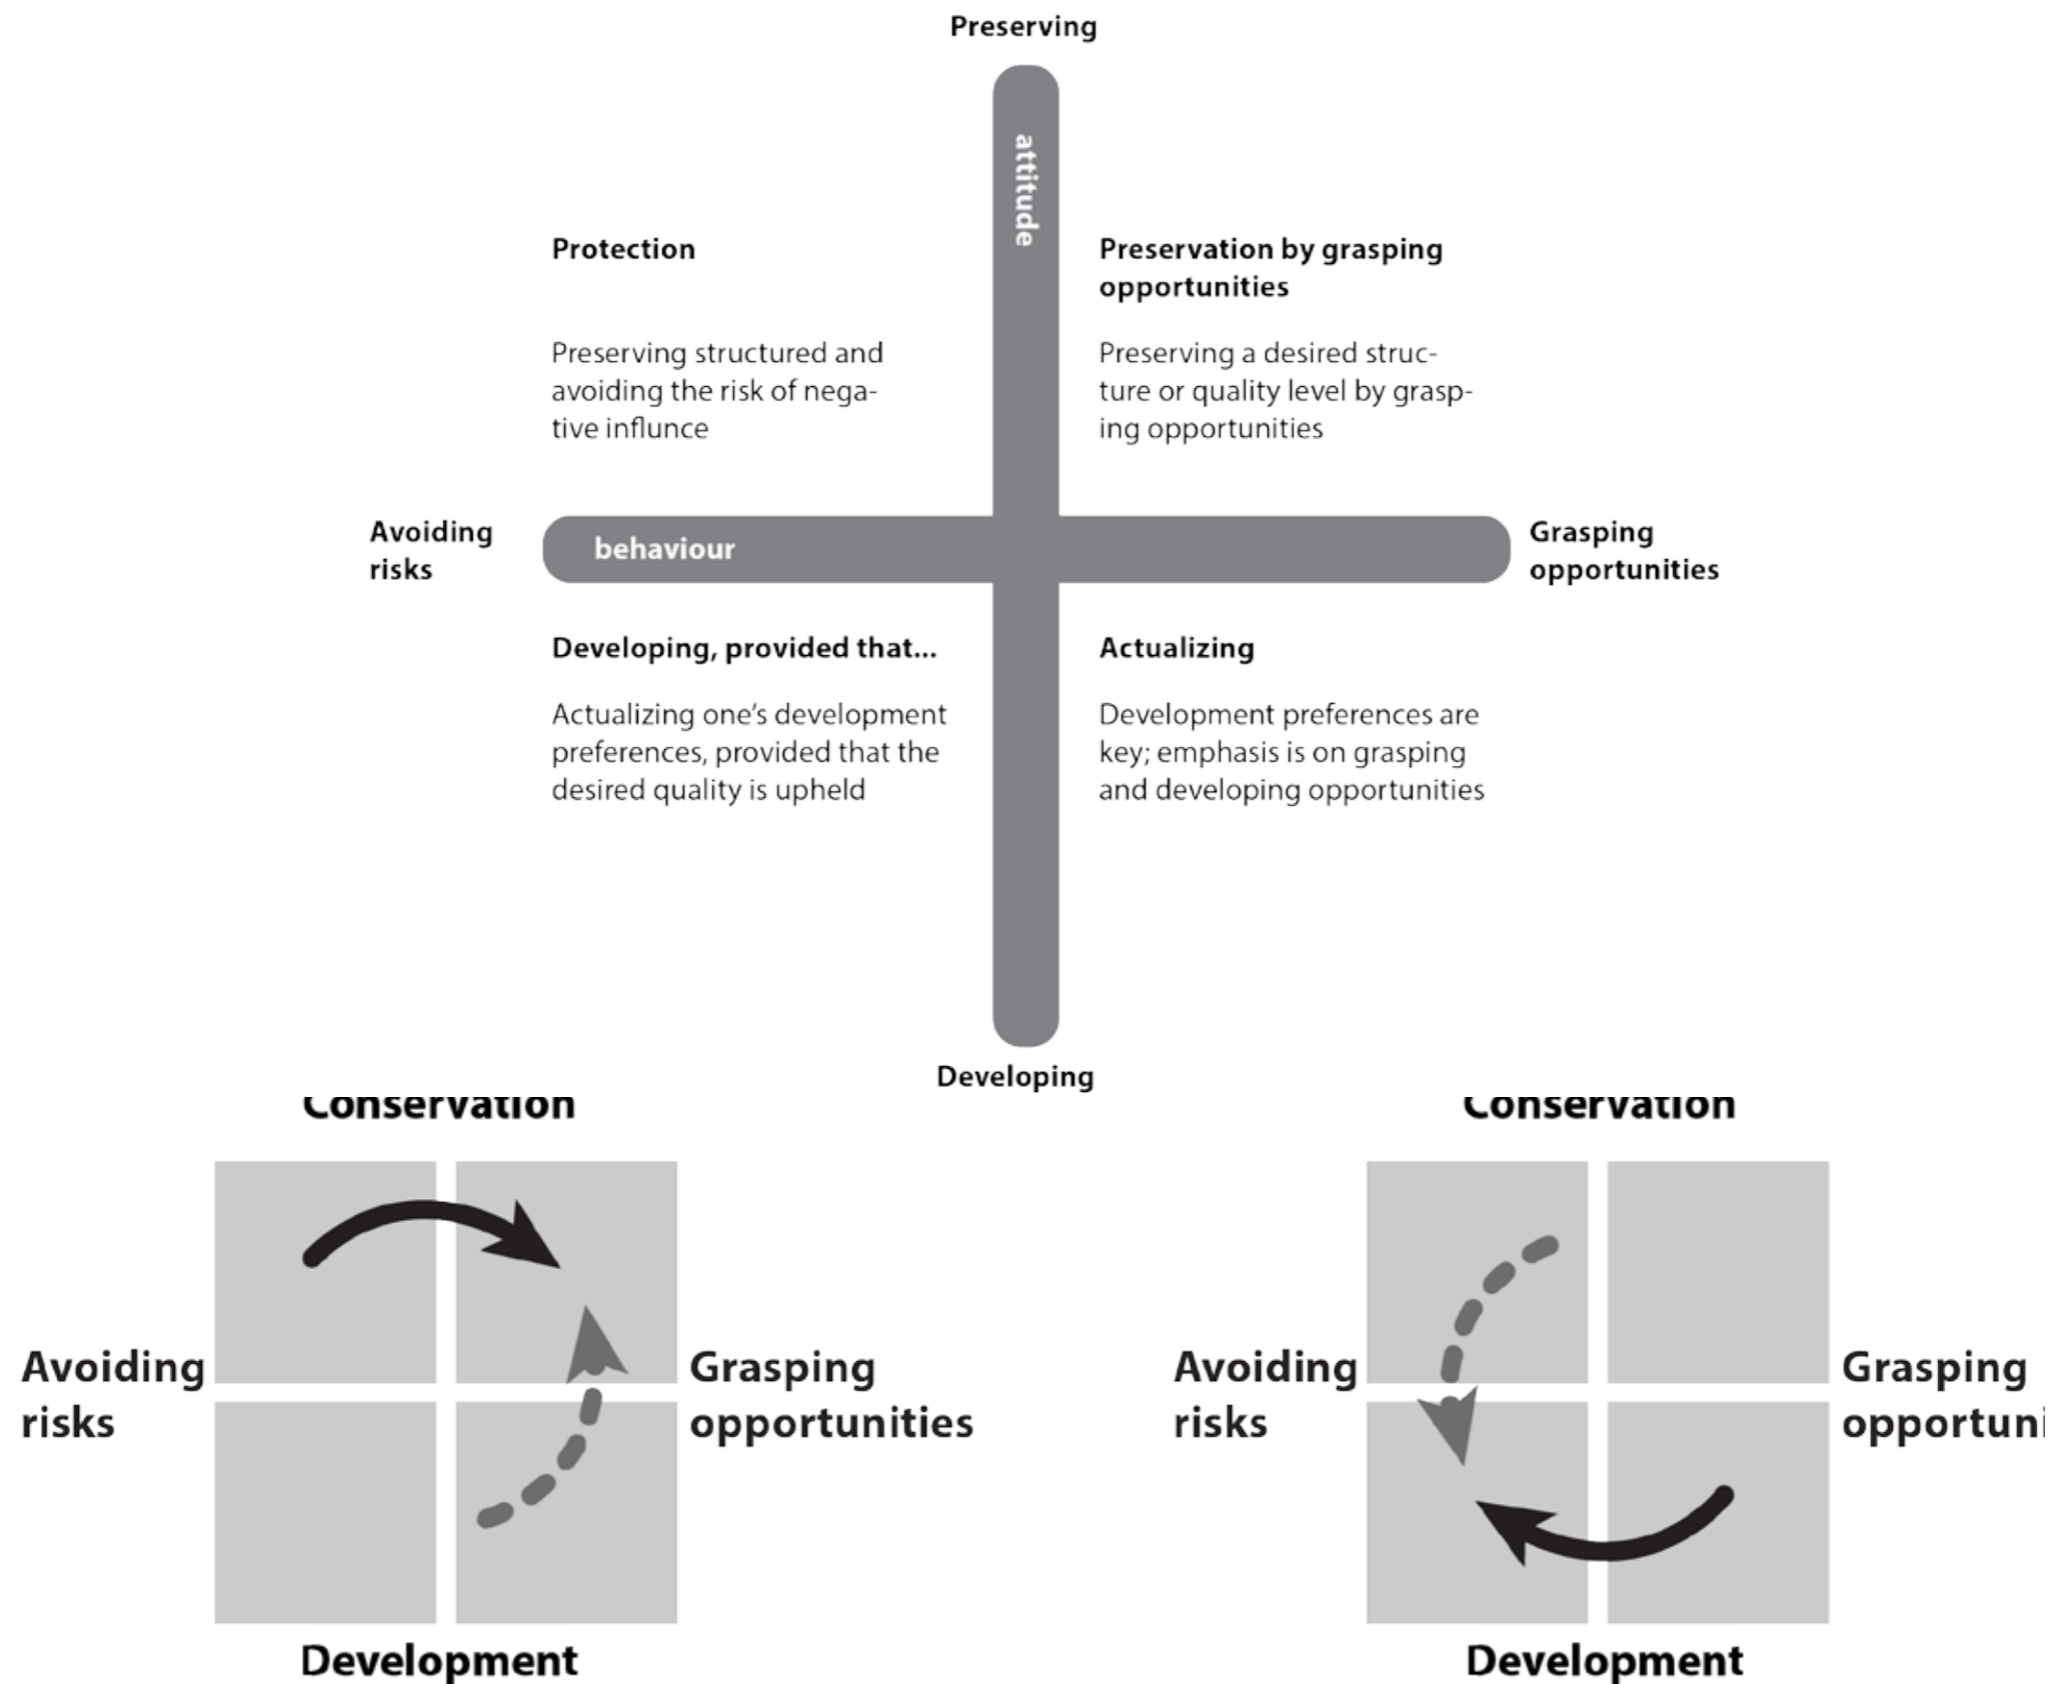 Preserving
attitude
Protection
Preservation by grasping
opportunities
Preserving structured and
avoiding the risk of nega-
tive influnce
Preserving a desired struc-
ture or quality level by grasp-
ing opportunities
Avoiding
risks
behaviour
Grasping
opportunities
Developing, provided that...
Actualizing one's development
preferences, provided that the
desired quality is upheld
Actualizing
Development preferences are
key; emphasis is on grasping
and developing opportunities
Developing
Conservation
Avoiding
risks
Grasping
opportunities
Development
Conservation
Avoiding
risks
Grasping
opportuni
Development